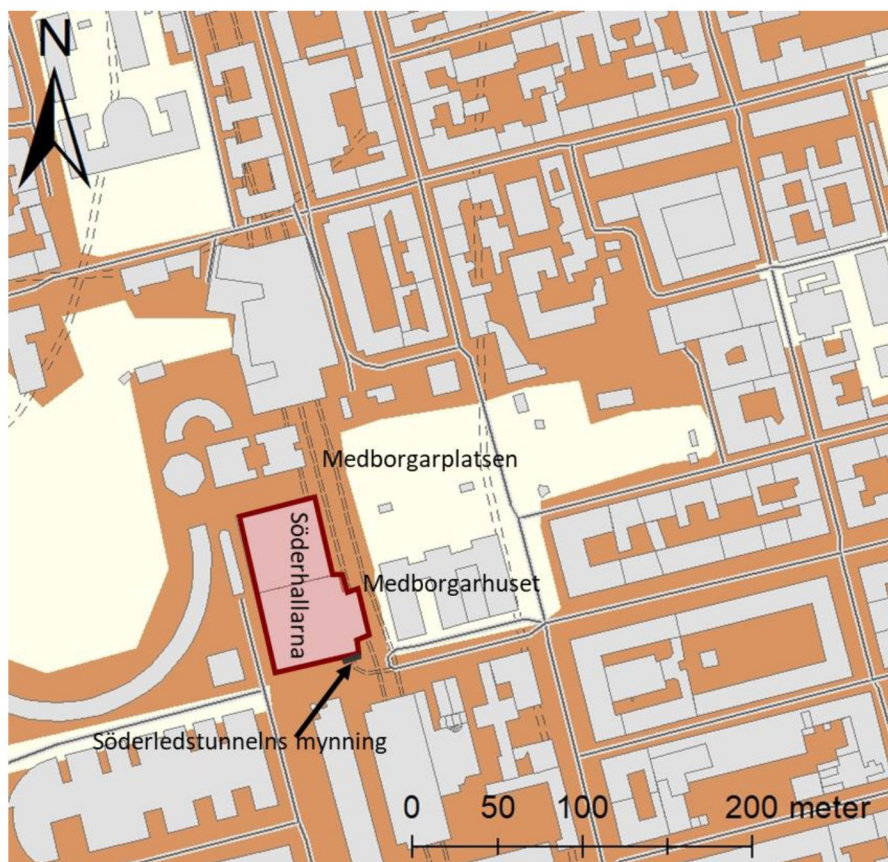 N
Medborgarplatsen
Söderhallarna
Medborgarhuset
Söderledstunnelns mynning
0 50 100 200 meter